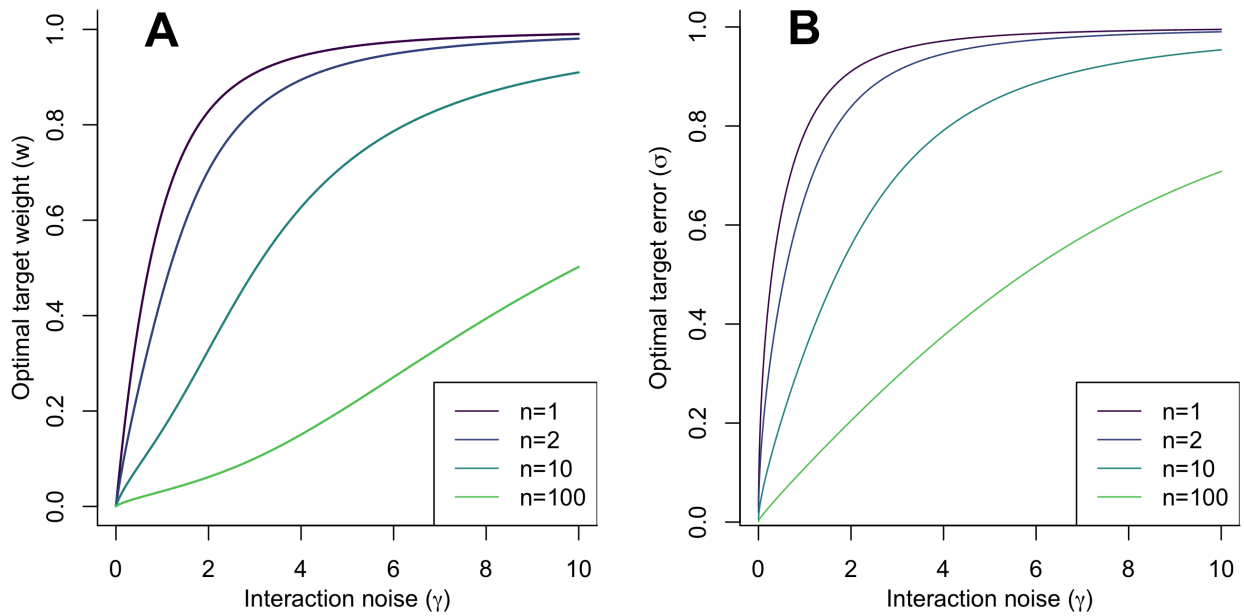 A
Optimal target weight (w)
1.0
0.8
0.6
0.4
0.2
0.0
0 2 4 6 8 10
Interaction noise (γ)
n=1
n=2
n=10
n=100
B
Optimal target error (σ)
1.0
0.8
0.6
0.4
0.2
0.0
0 2 4 6 8 10
Interaction noise (γ)
n=1
n=2
n=10
n=100